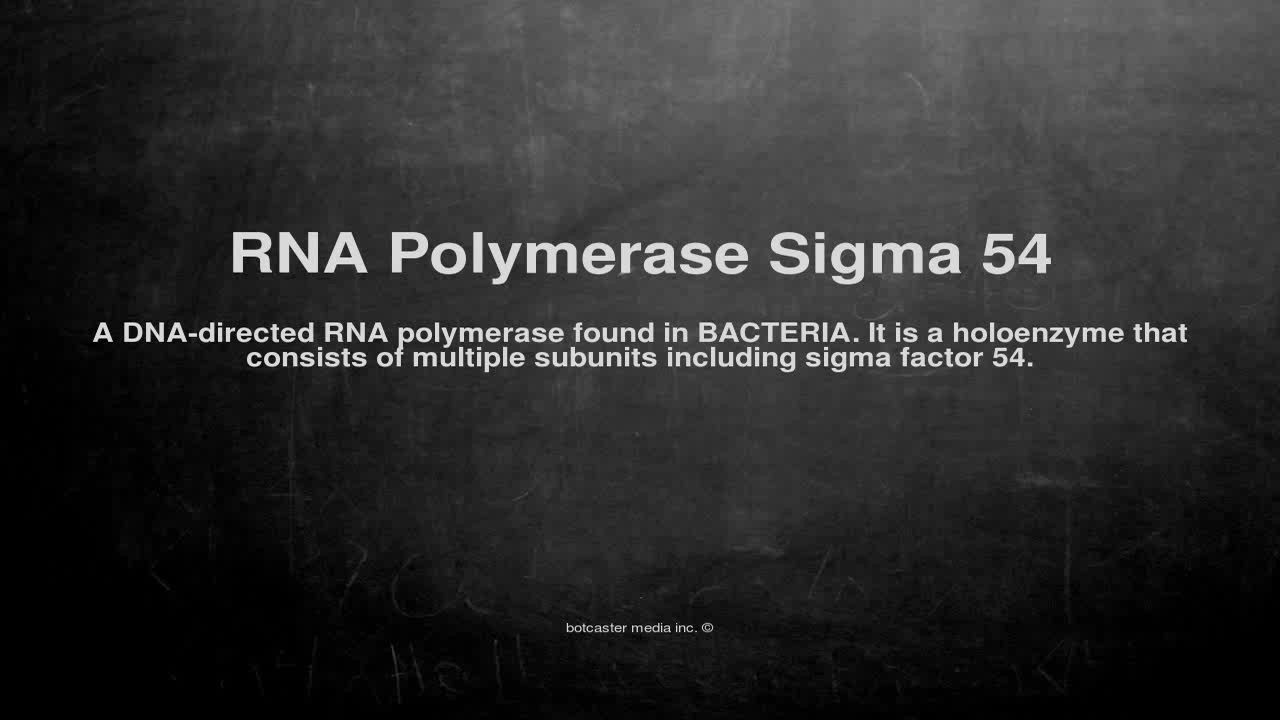 RNA Polymerase Sigma 54
A DNA-directed RNA polymerase found in BACTERIA. It is a holoenzyme that
consists of multiple subunits including sigma factor 54.
botcaster media inc. ©